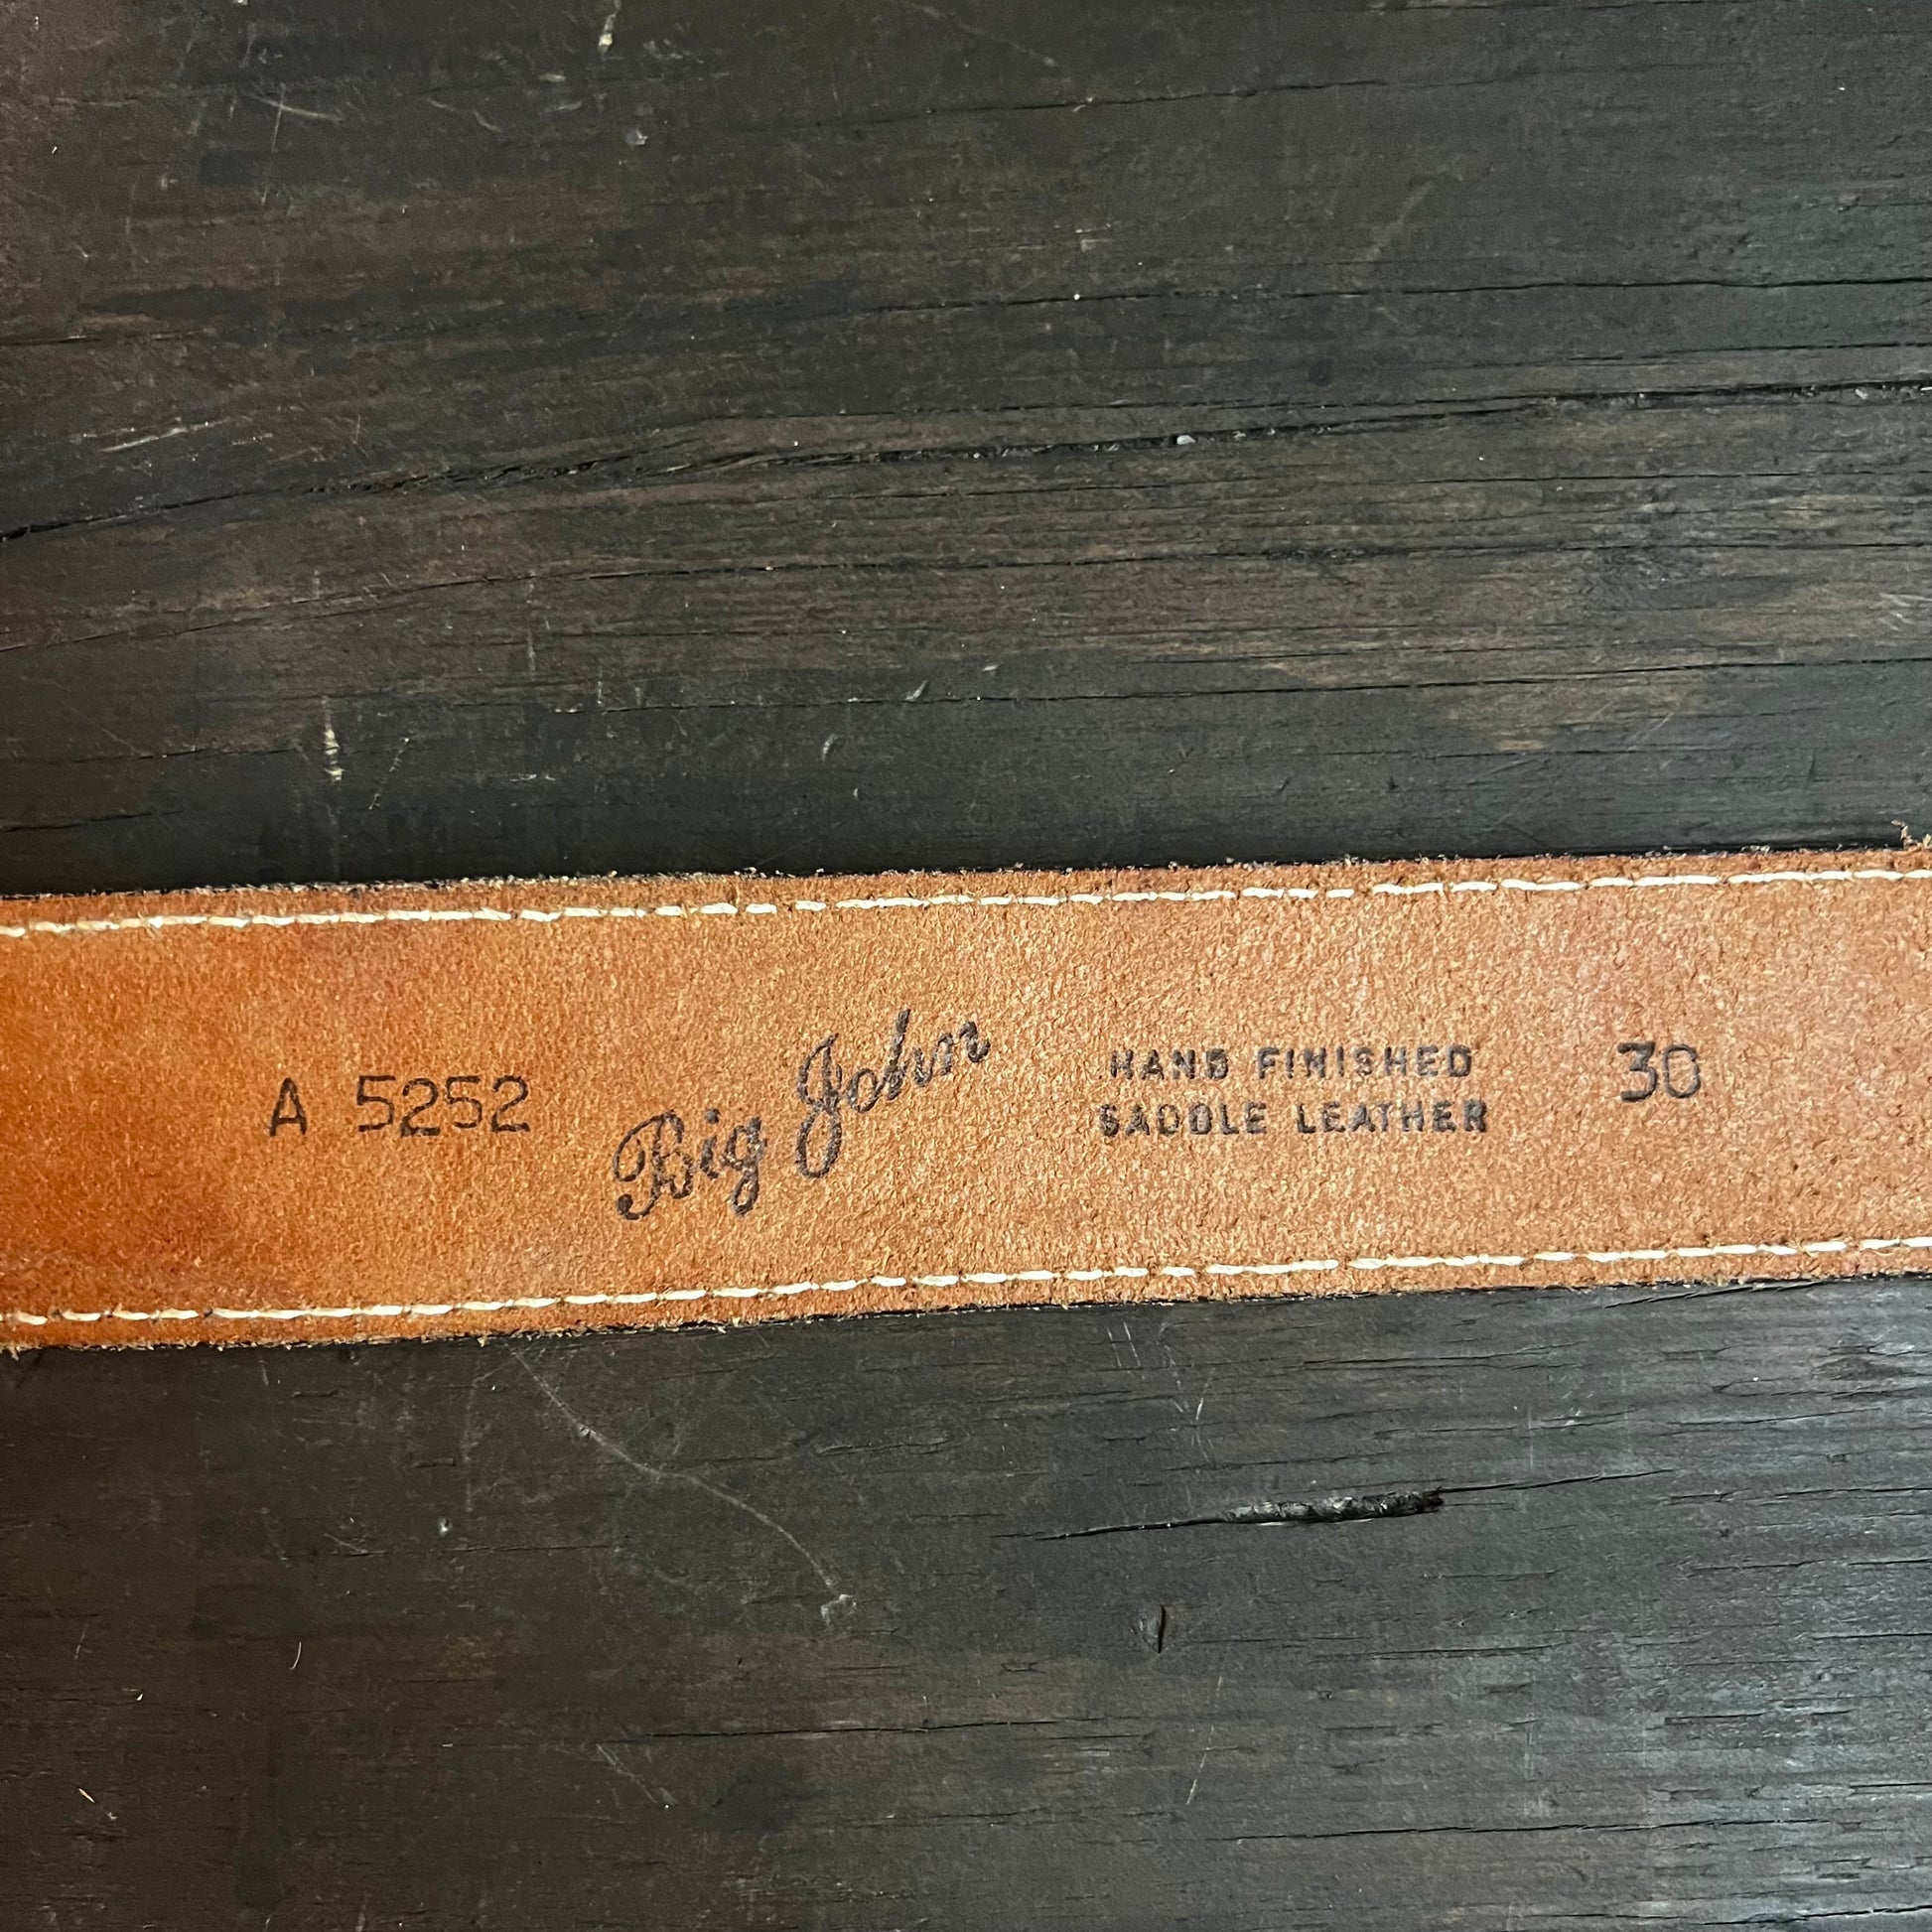 A 5252
Big John
HAND FINISHED
SADDLE LEATHER
30